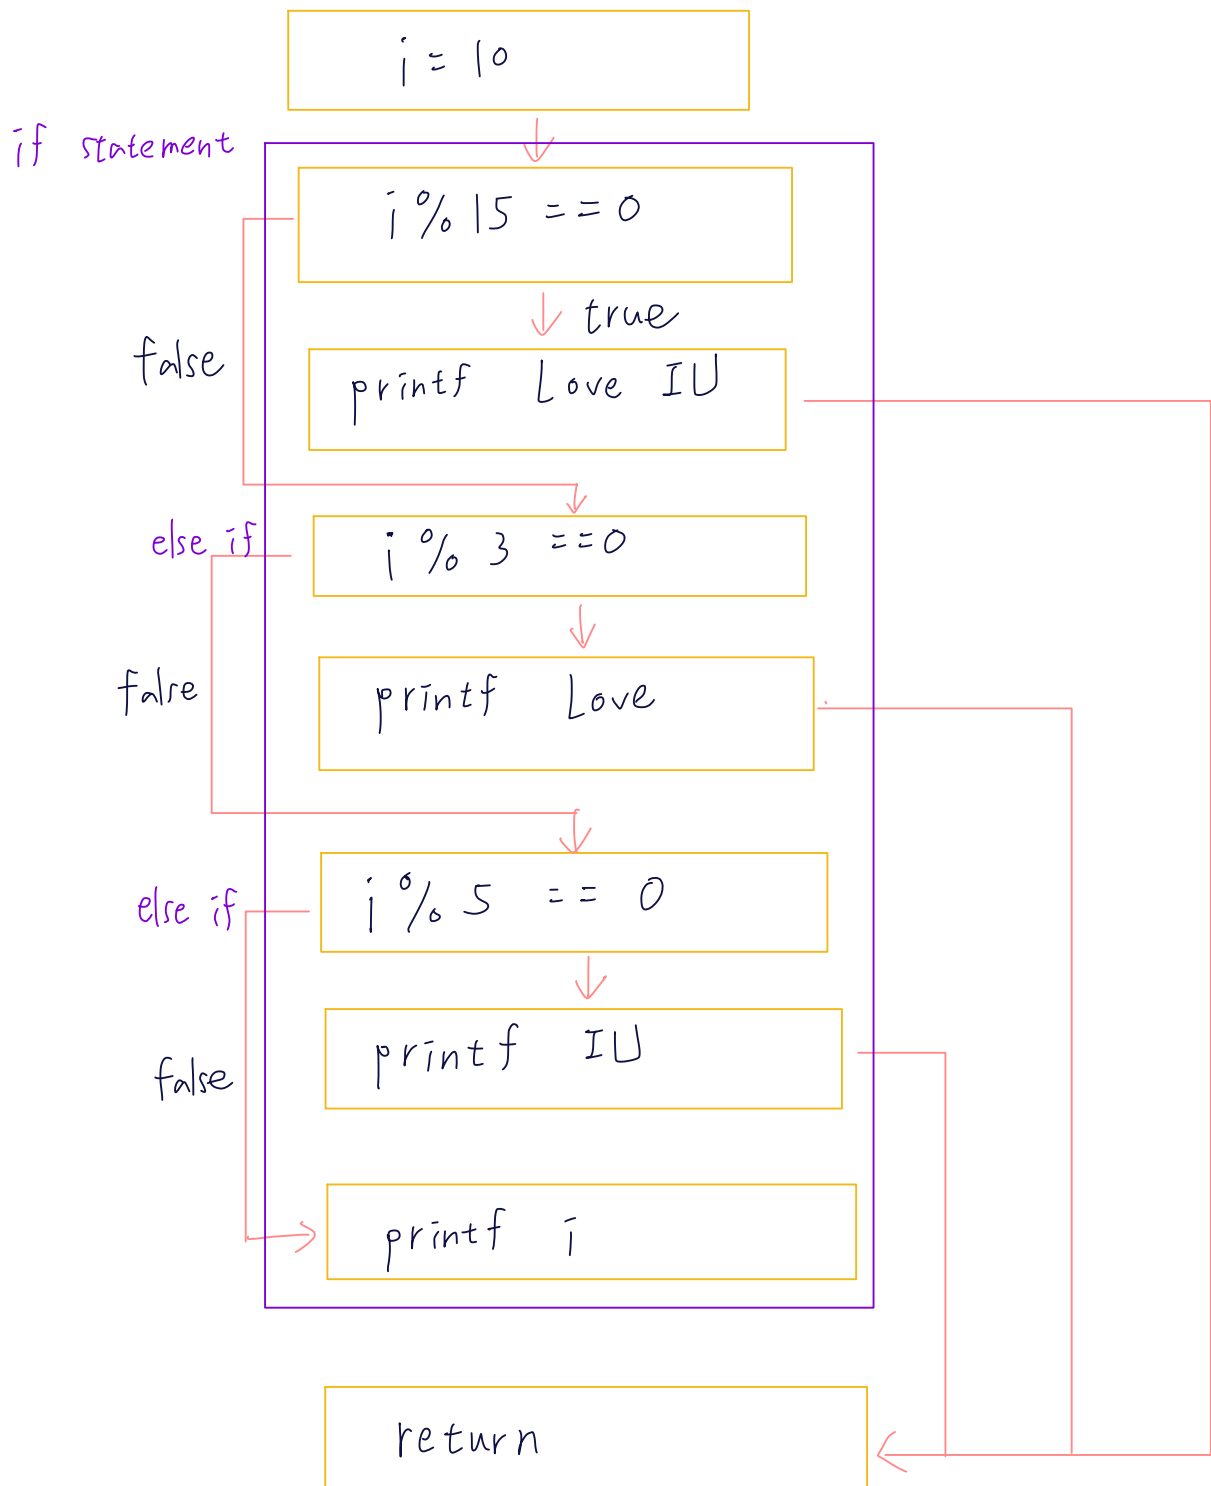 i = 10
if statement
i % 15 == 0
true
false
printf Love IU
else if
i % 3 ==0
false
printf Love
else if
i % 5 == 0
printf IU
false
printf i
return